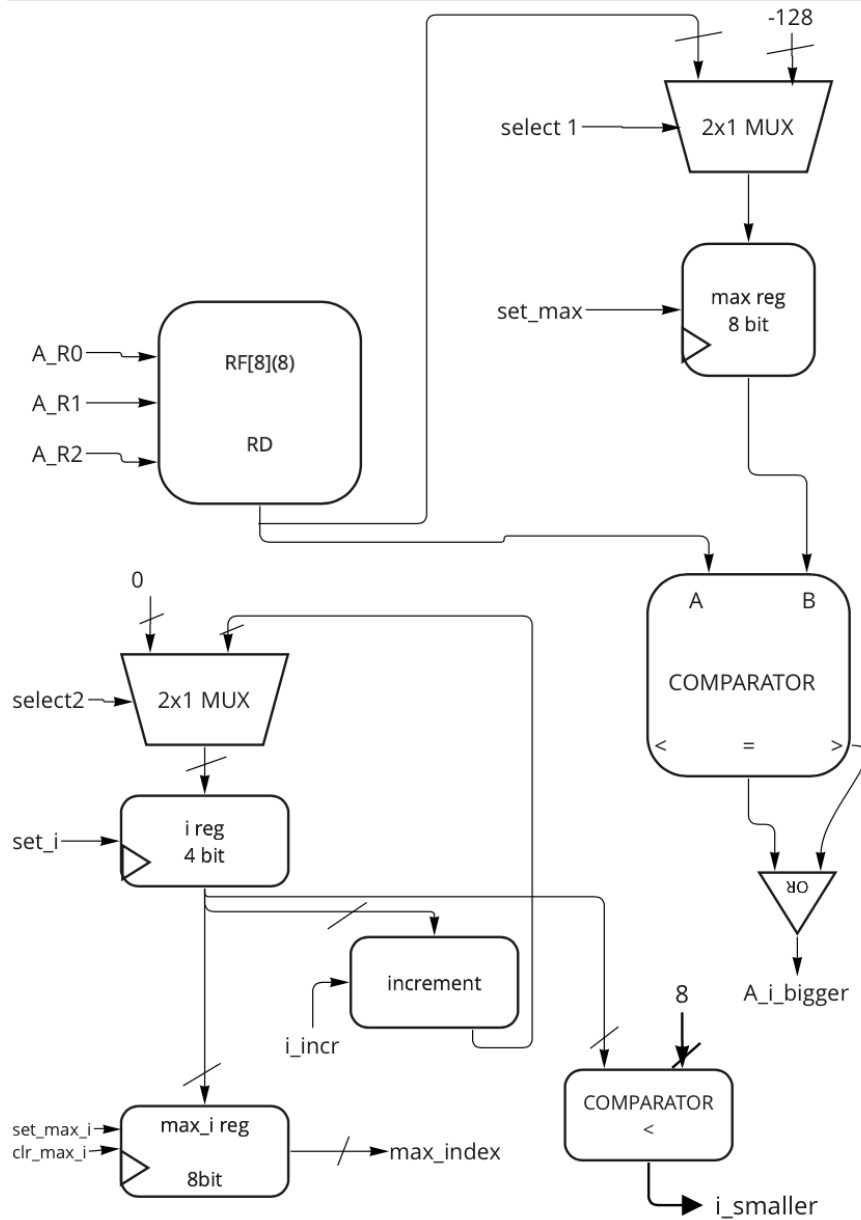 -128
select 1
2x1 MUX
set_max
max reg
8 bit
A_R0
A_R1
A_R2
RF[8](8)
RD
A B
COMPARATOR
< = >
OR
A_i_bigger
0
select2
2x1 MUX
set_i
i reg
4 bit
increment
i_incr
8
COMPARATOR
<
i_smaller
set_max_i
clr_max_i
max_i reg
8bit
max_index